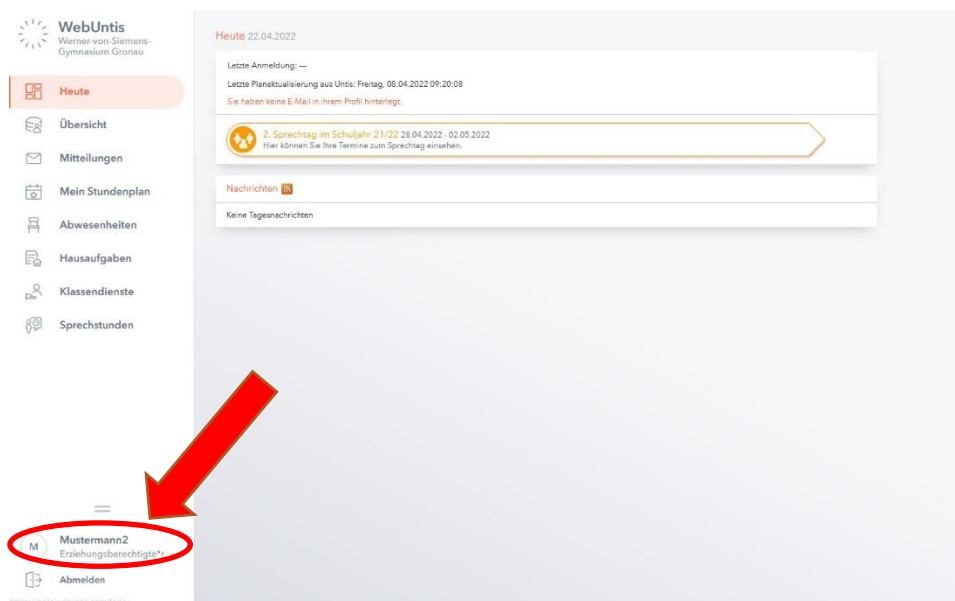 WebUntis
Werner-von-Siemens-
Gymnasium Gronau
Heute
Übersicht
Mitteilungen
Mein Stundenplan
Abwesenheiten
Hausaufgaben
Klassendienste
Sprechstunden
M
Mustermann2
Erziehungsberechtigte*r
Abmelden
Heute 22.04.2022
Letzte Anmeldung: ---
Letzte Planaktualisierung aus Untis: Freitag, 08.04.2022 09:20:08
Sie haben keine E-Mail in ihrem Profil hinterlegt.
2. Sprechtag im Schuljahr 21/22 28.04.2022 - 02.05.2022
Hier können Sie Ihre Termine zum Sprechtag einsehen.
Nachrichten
Keine Tagesnachrichten